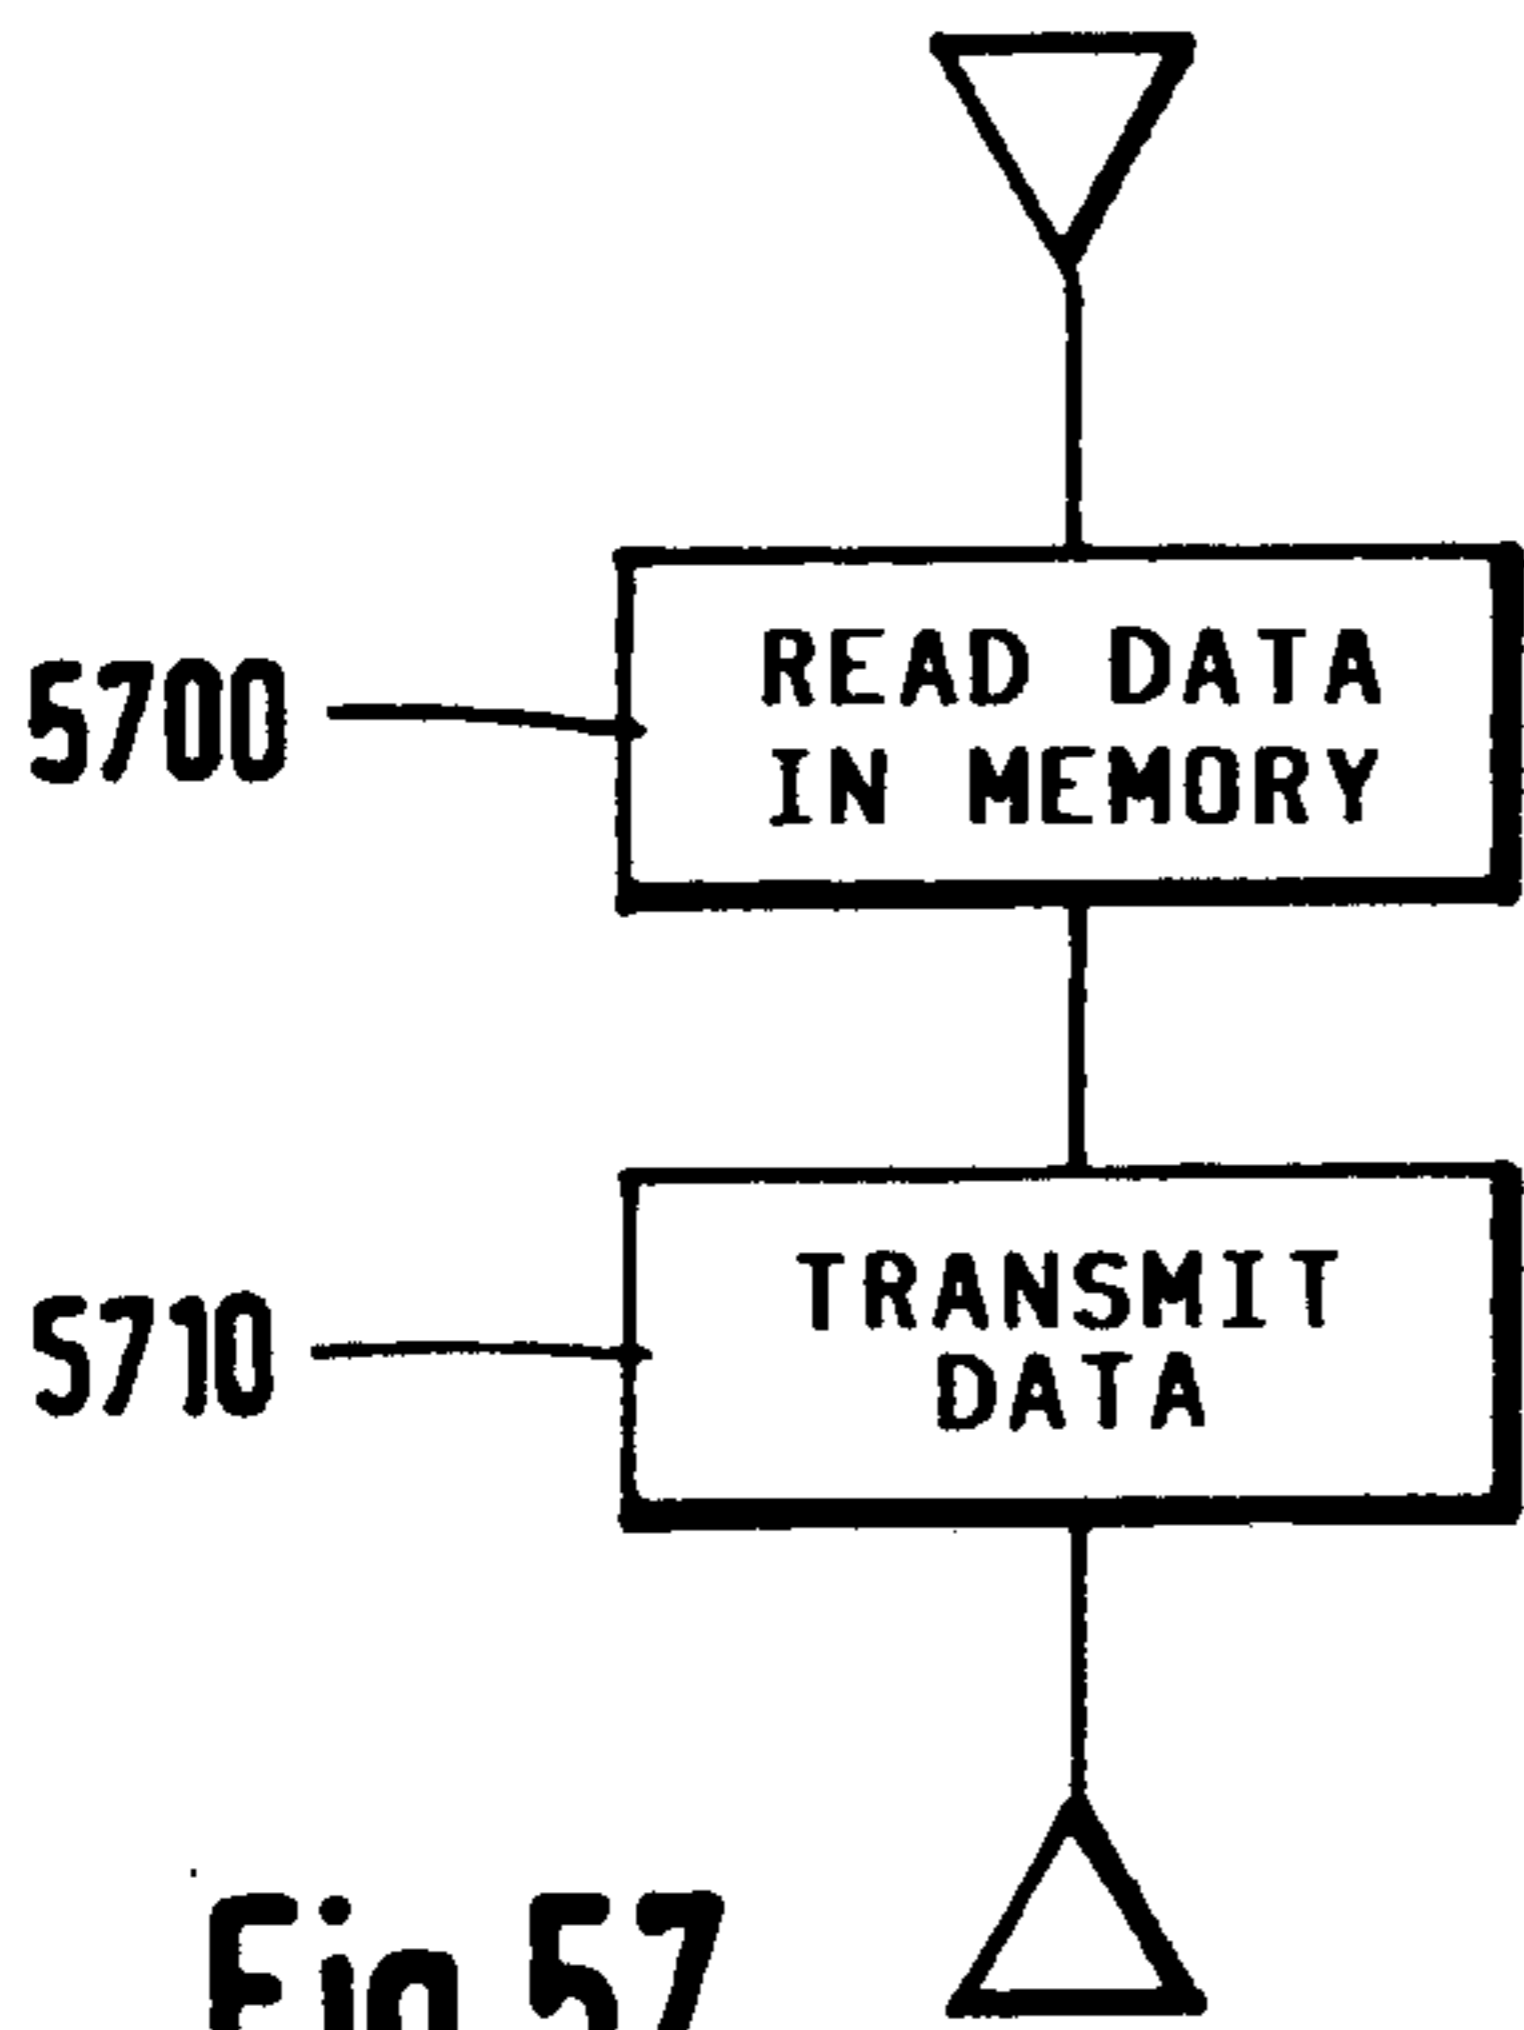 5700
READ DATA
IN MEMORY
5710
TRANSMIT
DATA
Fig 57